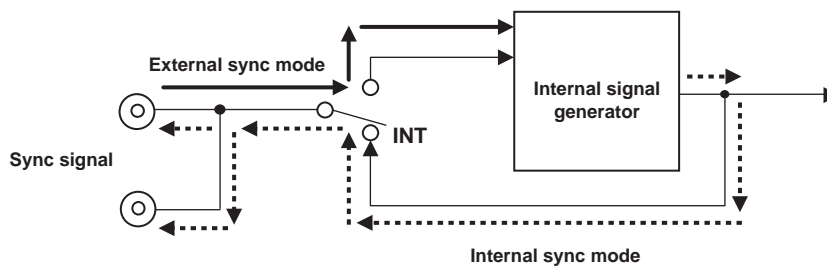 External sync mode
Internal signal
generator
INT
Sync signal
Internal sync mode